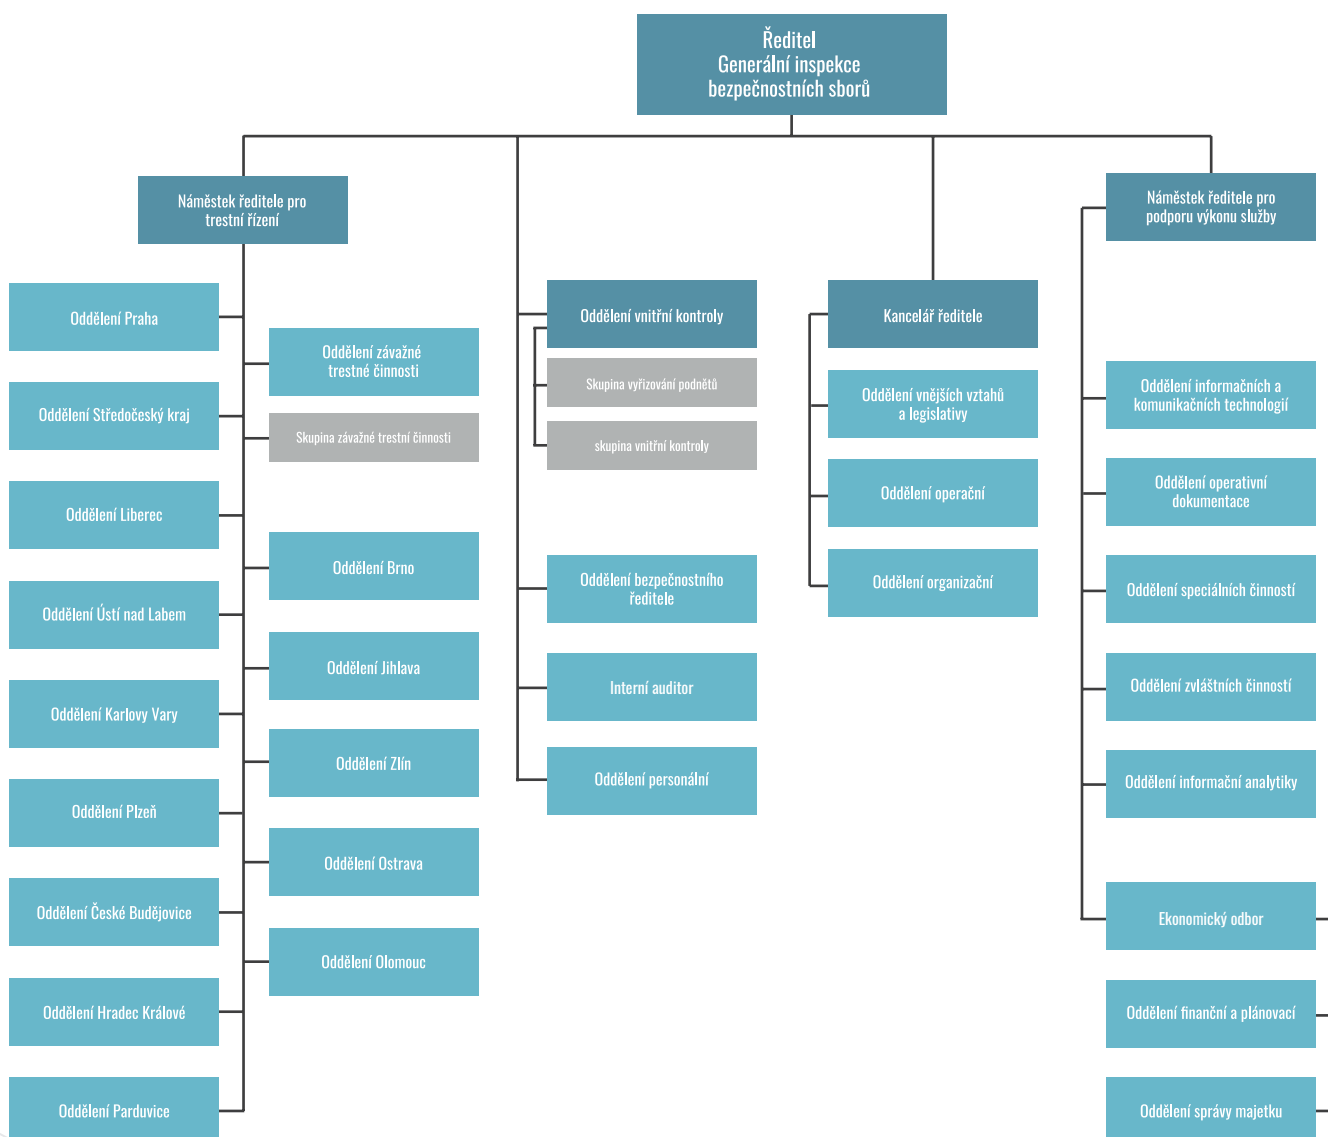 Ředitel
Generální inspekce
bezpečnostních sborů
Náměstek ředitele pro
trestní řízení
Náměstek ředitele pro
podporu výkonu služby
Oddělení Praha
Oddělení Středočeský kraj
Oddělení Liberec
Oddělení Ústí nad Labem
Oddělení Karlovy Vary
Oddělení Plzeň
Oddělení České Budějovice
Oddělení Hradec Králové
Oddělení Parduvice
Oddělení závažné
trestné činnosti
Skupina závažné trestní činnosti
Oddělení Brno
Oddělení Jihlava
Oddělení Zlín
Oddělení Ostrava
Oddělení Olomouc
Oddělení vnitřní kontroly
Skupina vyřizování podnětů
skupina vnitřní kontroly
Oddělení bezpečnostního
ředitele
Interní auditor
Oddělení personální
Kancelář ředitele
Oddělení vnějších vztahů
a legislativy
Oddělení operační
Oddělení organizační
Oddělení informačních a
komunikačních technologií
Oddělení operativní
dokumentace
Oddělení speciálních činností
Oddělení zvláštních činností
Oddělení informační analytiky
Ekonomický odbor
Oddělení finanční a plánovací
Oddělení správy majetku